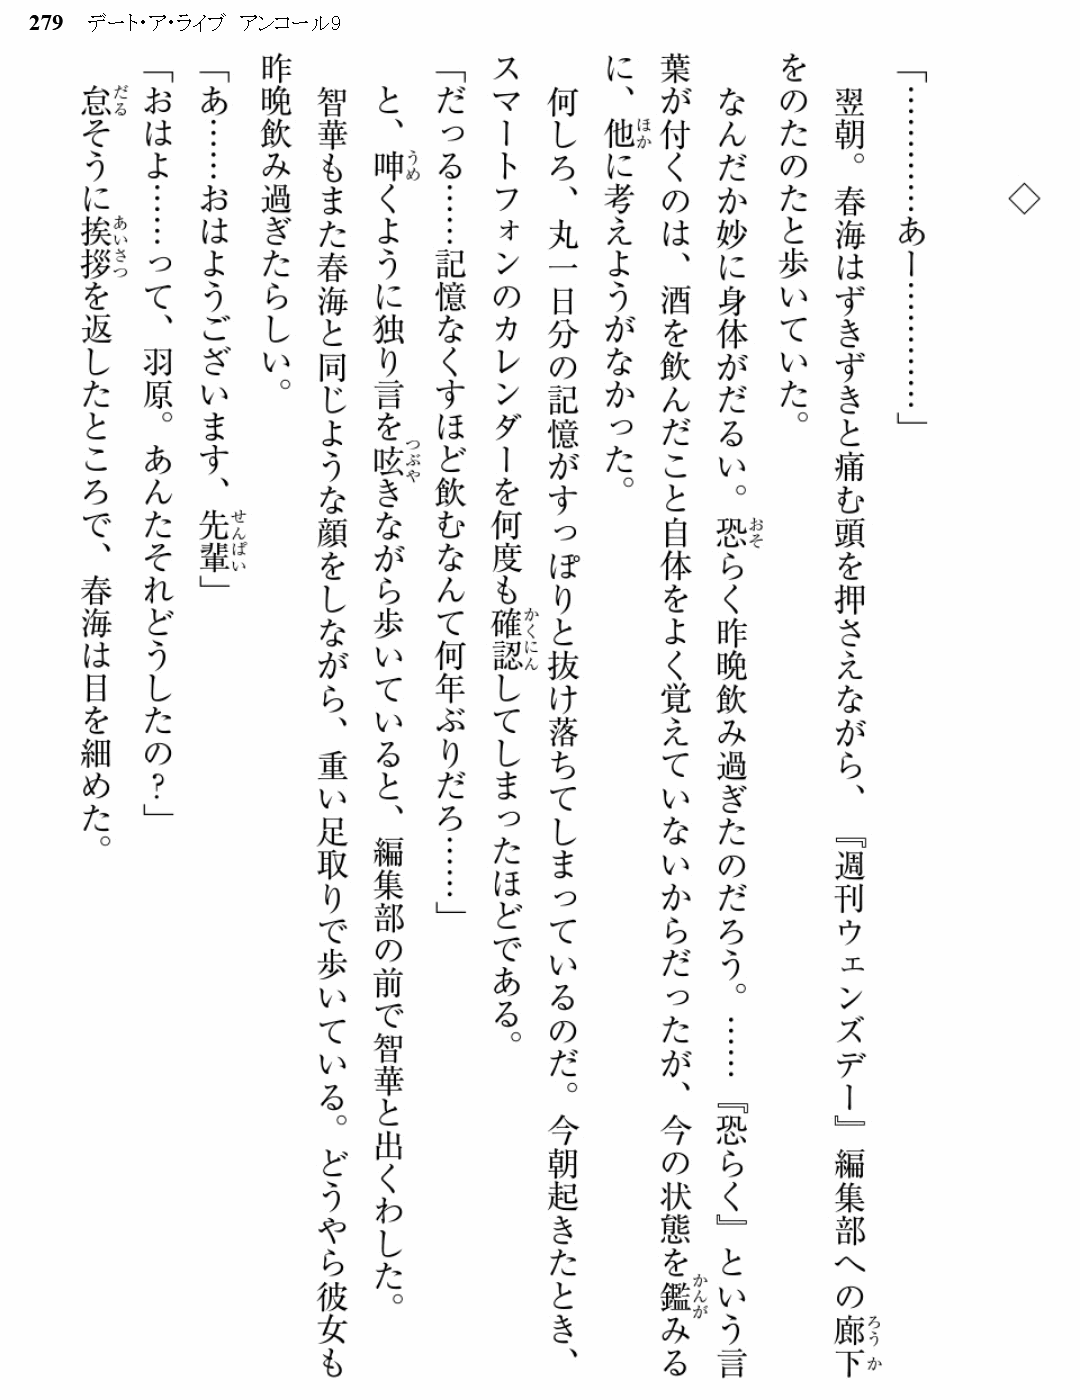 279 デート・ア・ライブ アンコール9
◇
「…………あー…………」
翌朝。春海はずきずきと痛む頭を押さえながら、『週刊ウェンズデー』編集部への廊下
をのたのたと歩いていた。
なんだか妙に身体がだるい。恐らく昨晩飲み過ぎたのだろう。……『恐らく』という言
葉が付くのは、酒を飲んだこと自体をよく覚えていないからだったが、今の状態を鑑みる
に、他に考えようがなかった。
何しろ、丸一日分の記憶がすっぽりと抜け落ちてしまっているのだ。今朝起きたとき、
スマートフォンのカレンダーを何度も確認してしまったほどである。
「だっる……記憶なくすほど飲むなんて何年ぶりだろ……」
と、呻くように独り言を呟きながら歩いていると、編集部の前で智華と出くわした。
智華もまた春海と同じような顔をしながら、重い足取りで歩いている。どうやら彼女も
昨晩飲み過ぎたらしい。
「あ……おはようございます、先輩」
「おはよ……って、羽原。あんたそれどうしたの?」
怠そうに挨拶を返したところで、春海は目を細めた。